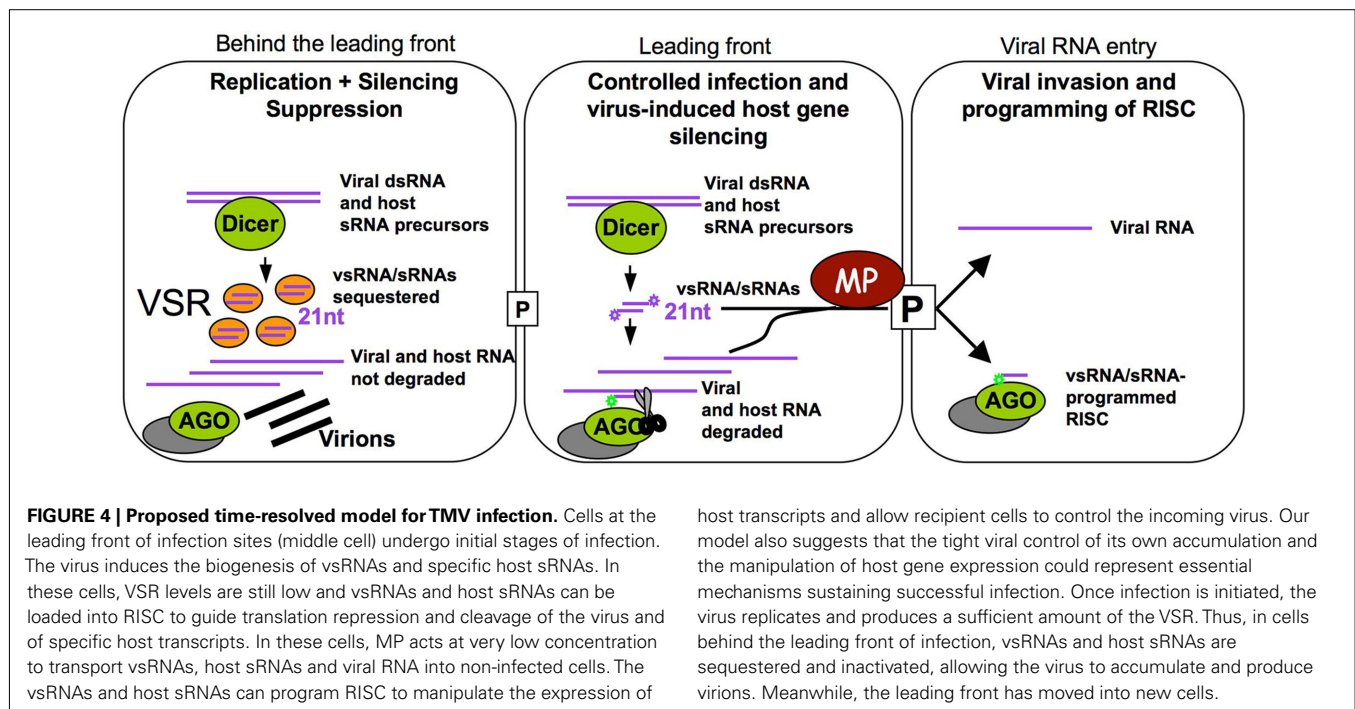 Behind the leading front
Replication + Silencing
Suppression
Viral dsRNA
and host
sRNA precursors
Dicer
vsRNA/sRNAs
sequestered
VSR
21nt
Viral and host RNA
not degraded
AGO
Virions
P
Leading front
Controlled infection and
virus-induced host gene
silencing
Viral dsRNA
and host
sRNA precursors
Dicer
vsRNA/sRNAs
21nt
MP
P
Viral
and host RNA
degraded
AGO
Viral RNA entry
Viral invasion and
programming of RISC
Viral RNA
vsRNA/sRNA-
programmed
RISC
AGO
FIGURE 4 | Proposed time-resolved model for TMV infection. Cells at the
leading front of infection sites (middle cell) undergo initial stages of infection.
The virus induces the biogenesis of vsRNAs and specific host sRNAs. In
these cells, VSR levels are still low and vsRNAs and host sRNAs can be
loaded into RISC to guide translation repression and cleavage of the virus and
of specific host transcripts. In these cells, MP acts at very low concentration
to transport vsRNAs, host sRNAs and viral RNA into non-infected cells. The
vsRNAs and host sRNAs can program RISC to manipulate the expression of
host transcripts and allow recipient cells to control the incoming virus. Our
model also suggests that the tight viral control of its own accumulation and
the manipulation of host gene expression could represent essential
mechanisms sustaining successful infection. Once infection is initiated, the
virus replicates and produces a sufficient amount of the VSR. Thus, in cells
behind the leading front of infection, vsRNAs and host sRNAs are
sequestered and inactivated, allowing the virus to accumulate and produce
virions. Meanwhile, the leading front has moved into new cells.